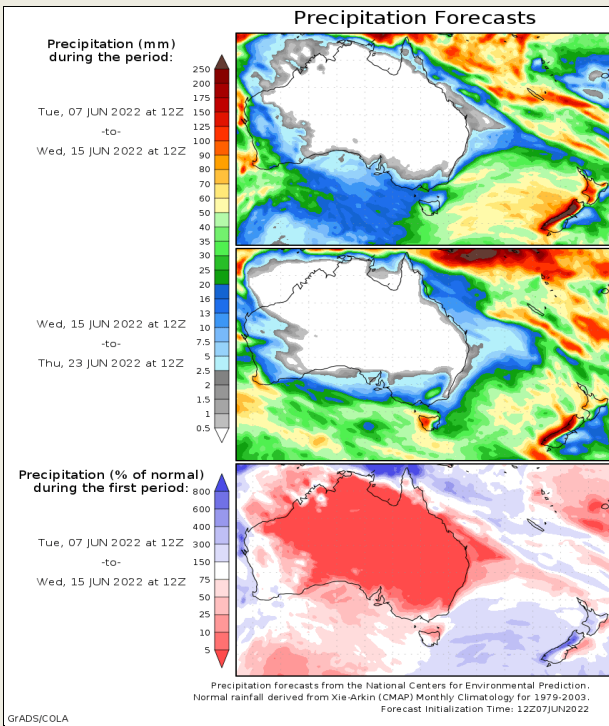 Precipitation Forecasts
Precipitation (mm)
during the period:
Tue, 07 JUN 2022 at 12Z
-to-
Wed, 15 JUN 2022 at 12Z
250
200
175
150
125
100
90
80
70
60
50
40
35
30
25
20
16
13
10
7.5
5
2.5
2
1.5
1
0.5
Wed, 15 JUN 2022 at 12Z
-to-
Thu, 23 JUN 2022 at 12Z
Precipitation (% of normal)
during the first period:
Tue, 07 JUN 2022 at 12Z
-to-
Wed, 15 JUN 2022 at 12Z
800
600
400
300
150
75
50
25
10
5
Precipitation forecasts from the National Centers for Environmental Prediction.
Normal rainfall derived from Xie-Arkin (CMAP) Monthly Climatology for 1979-2003.
Forecast Initialization Time: 12Z07JUN2022
GrADS/COLA